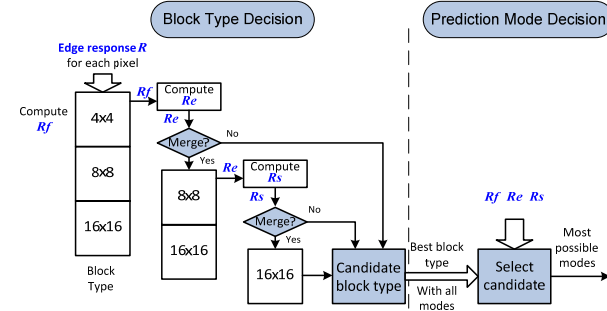 Block Type Decision
Prediction Mode Decision
Edge response R
for each pixel
Compute
Rf
4x4
8x8
16x16
Block
Type
Rf
Compute
Re
Re
Merge?
No
Yes
8x8
16x16
Re
Compute
Rs
Rs
Merge?
No
Yes
16x16
Candidate
block type
Best block
type
With all
modes
Rf Re Rs
Select
candidate
Most
possible
modes